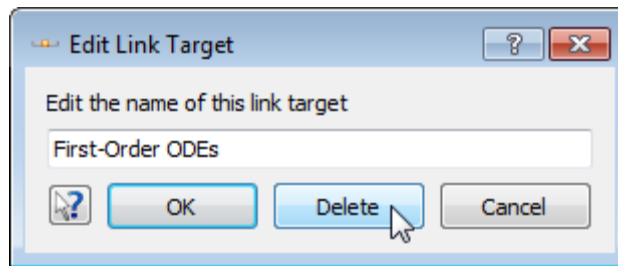 Edit Link Target
?
Edit the name of this link target
First-Order ODEs
? OK Delete Cancel